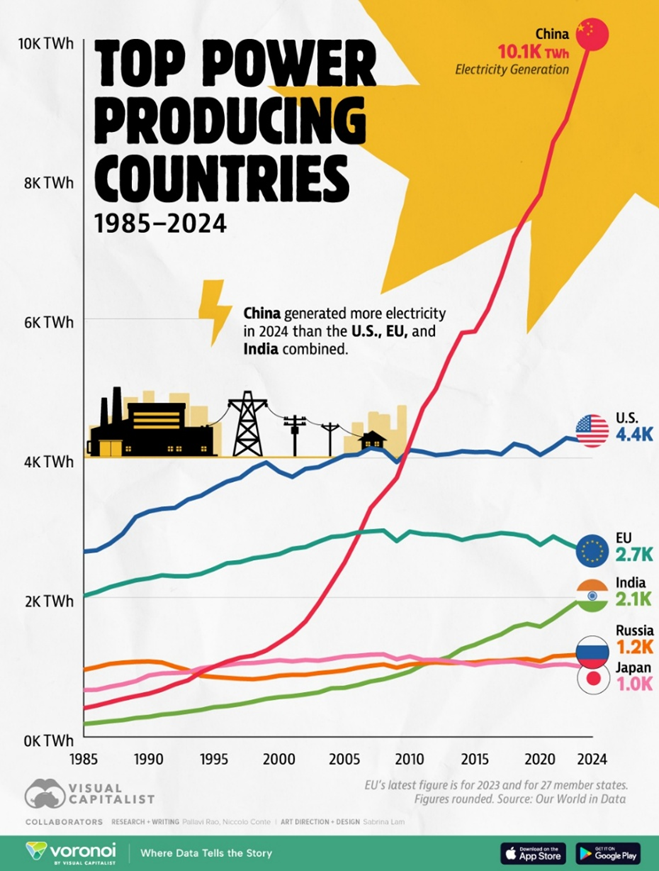 TOP POWER
PRODUCING
COUNTRIES
1985–2024
China
10.1K TWh
Electricity Generation
10K TWh
8K TWh
6K TWh
4K TWh
2K TWh
0K TWh
China generated more electricity
in 2024 than the U.S., EU, and
India combined.
U.S.
4.4K
EU
2.7K
India
2.1K
Russia
1.2K
Japan
1.0K
1985 1990 1995 2000 2005 2010 2015 2020 2024
VISUAL
CAPITALIST
EU's latest figure is for 2023 and for 27 member states.
Figures rounded. Source: Our World in Data
COLLABORATORS RESEARCH + WRITING Pallavi Rao, Niccolo Conte | ART DIRECTION + DESIGN Sabrina Lam
voronoi
BY VISUAL CAPITALIST
Where Data Tells the Story
Download on the
App Store
GET IT ON
Google Play